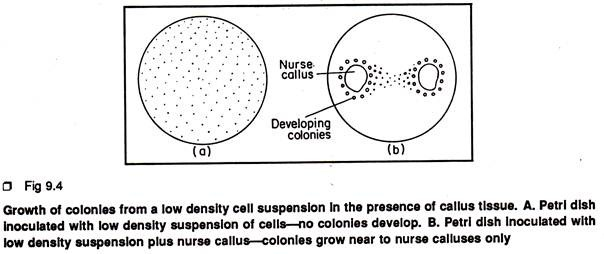 Nurse
callus
Developing
colonies
(a)
(b)
Fig 9.4
Growth of colonies from a low density cell suspension in the presence of callus tissue. A. Petri dish
inoculated with low density suspension of cells—no colonies develop. B. Petri dish inoculated with
low density suspension plus nurse callus—colonies grow near to nurse calluses only